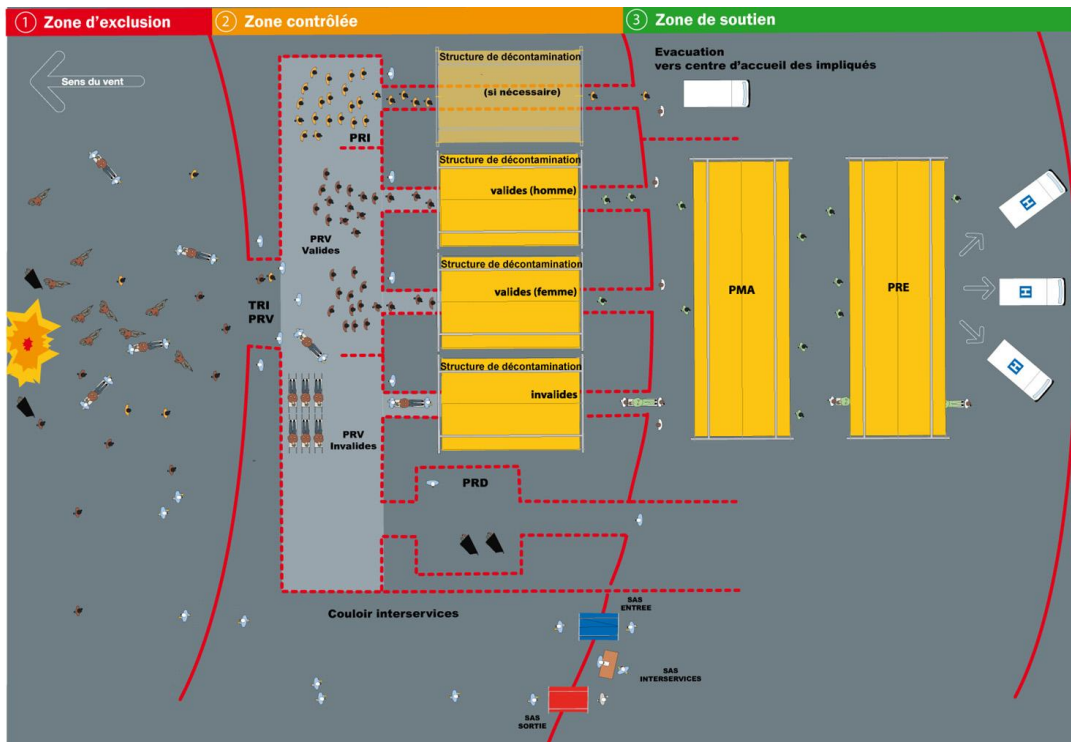 1 Zone d'exclusion
2 Zone contrôlée
3 Zone de soutien
Sens du vent
Structure de décontamination
(si nécessaire)
Evacuation
vers centre d'accueil des impliqués
PRI
Structure de décontamination
valides (homme)
PRV
Valides
Structure de décontamination
valides (femme)
TRI
PRV
PMA
PRE
H
H
H
Structure de décontamination
invalides
PRV
Invalides
PRD
Couloir interservices
SAS
ENTREE
SAS
INTERSERVICES
SAS
SORTIE